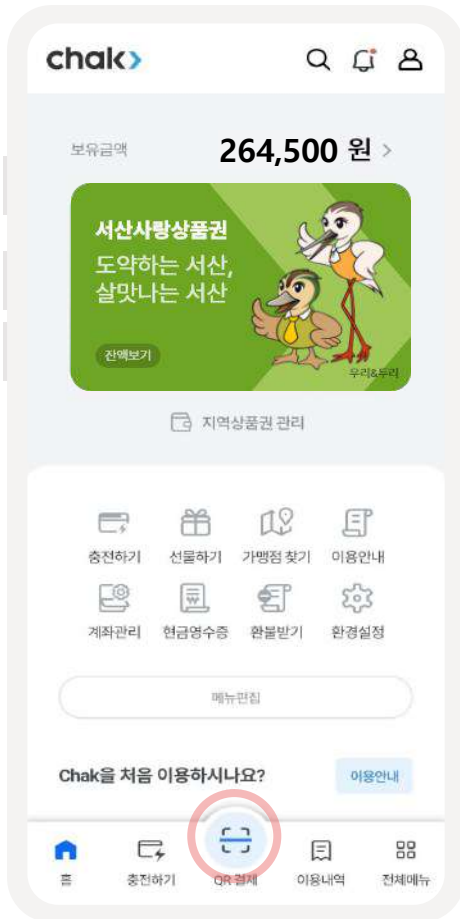 chak
보유금액 264,500 원
서산사랑상품권
도약하는 서산,
살맛나는 서산
잔액보기
우리&두리
지역상품권 관리
충전하기 선물하기 가맹점 찾기 이용안내
계좌관리 현금영수증 환불받기 환경설정
메뉴편집
Chak을 처음 이용하시나요? 이용안내
홈 충전하기 QR 결제 이용내역 전체메뉴